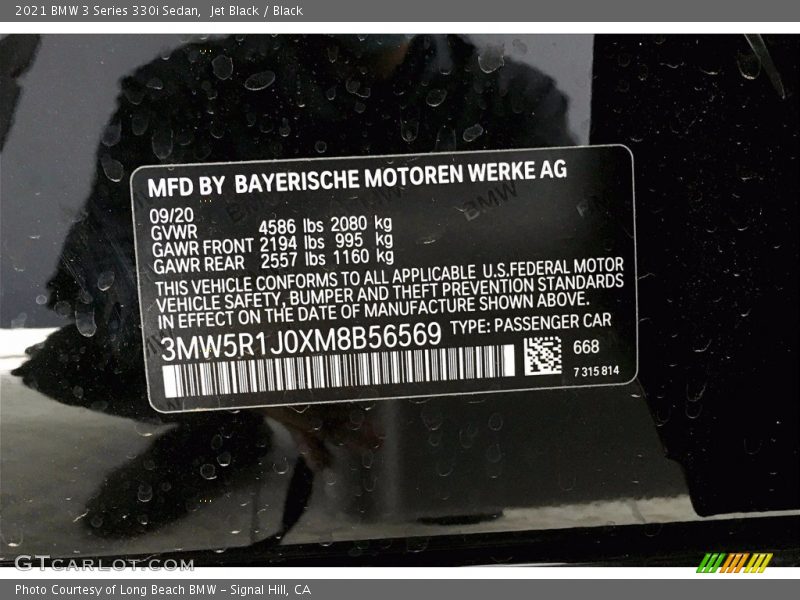 2021 BMW 3 Series 330i Sedan,  Jet Black / Black
MFD BY BAYERISCHE MOTOREN WERKE AG
09/20
GVWR 4586 lbs 2080 kg
GAWR FRONT 2194 lbs 995 kg
GAWR REAR 2557 lbs 1160 kg
THIS VEHICLE CONFORMS TO ALL APPLICABLE U.S.FEDERAL MOTOR
VEHICLE SAFETY, BUMPER AND THEFT PREVENTION STANDARDS
IN EFFECT ON THE DATE OF MANUFACTURE SHOWN ABOVE.
3MW5R1J0XM8B56569 TYPE: PASSENGER CAR
668
7 315 814
GTCARLOT.COM
Photo Courtesy of Long Beach BMW – Signal Hill, CA